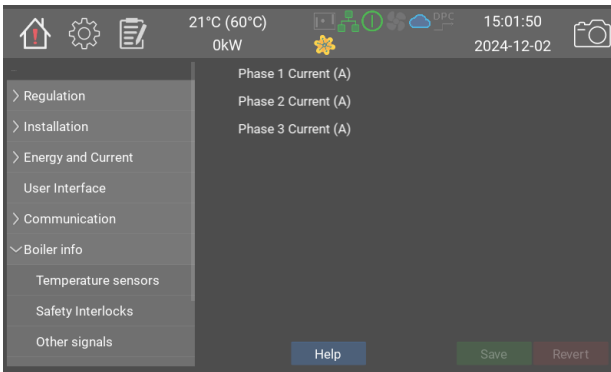 21°C (60°C)
0kW
DPC
15:01:50
2024-12-02
Phase 1 Current (A)
Phase 2 Current (A)
Phase 3 Current (A)
Regulation
Installation
Energy and Current
User Interface
Communication
Boiler info
Temperature sensors
Safety Interlocks
Other signals
Help
Save
Revert